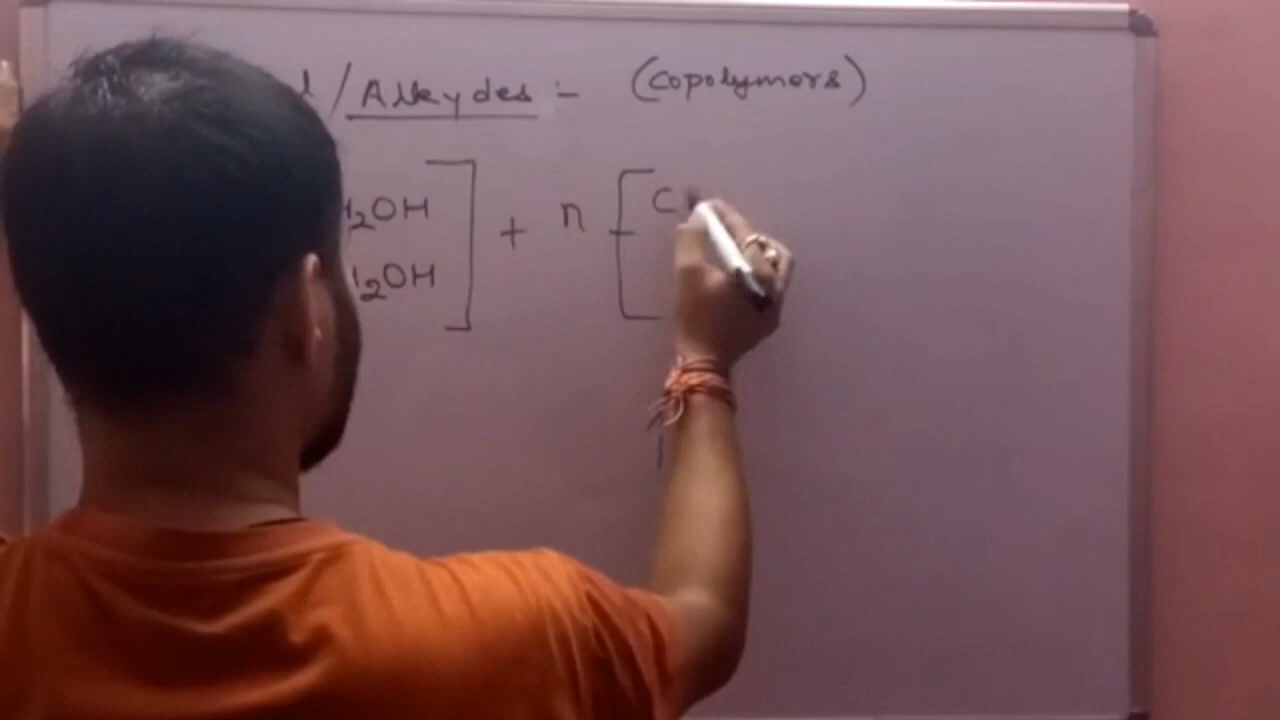 /Alkydes :- (copolymers)
₂OH ] + n [ C
₂OH